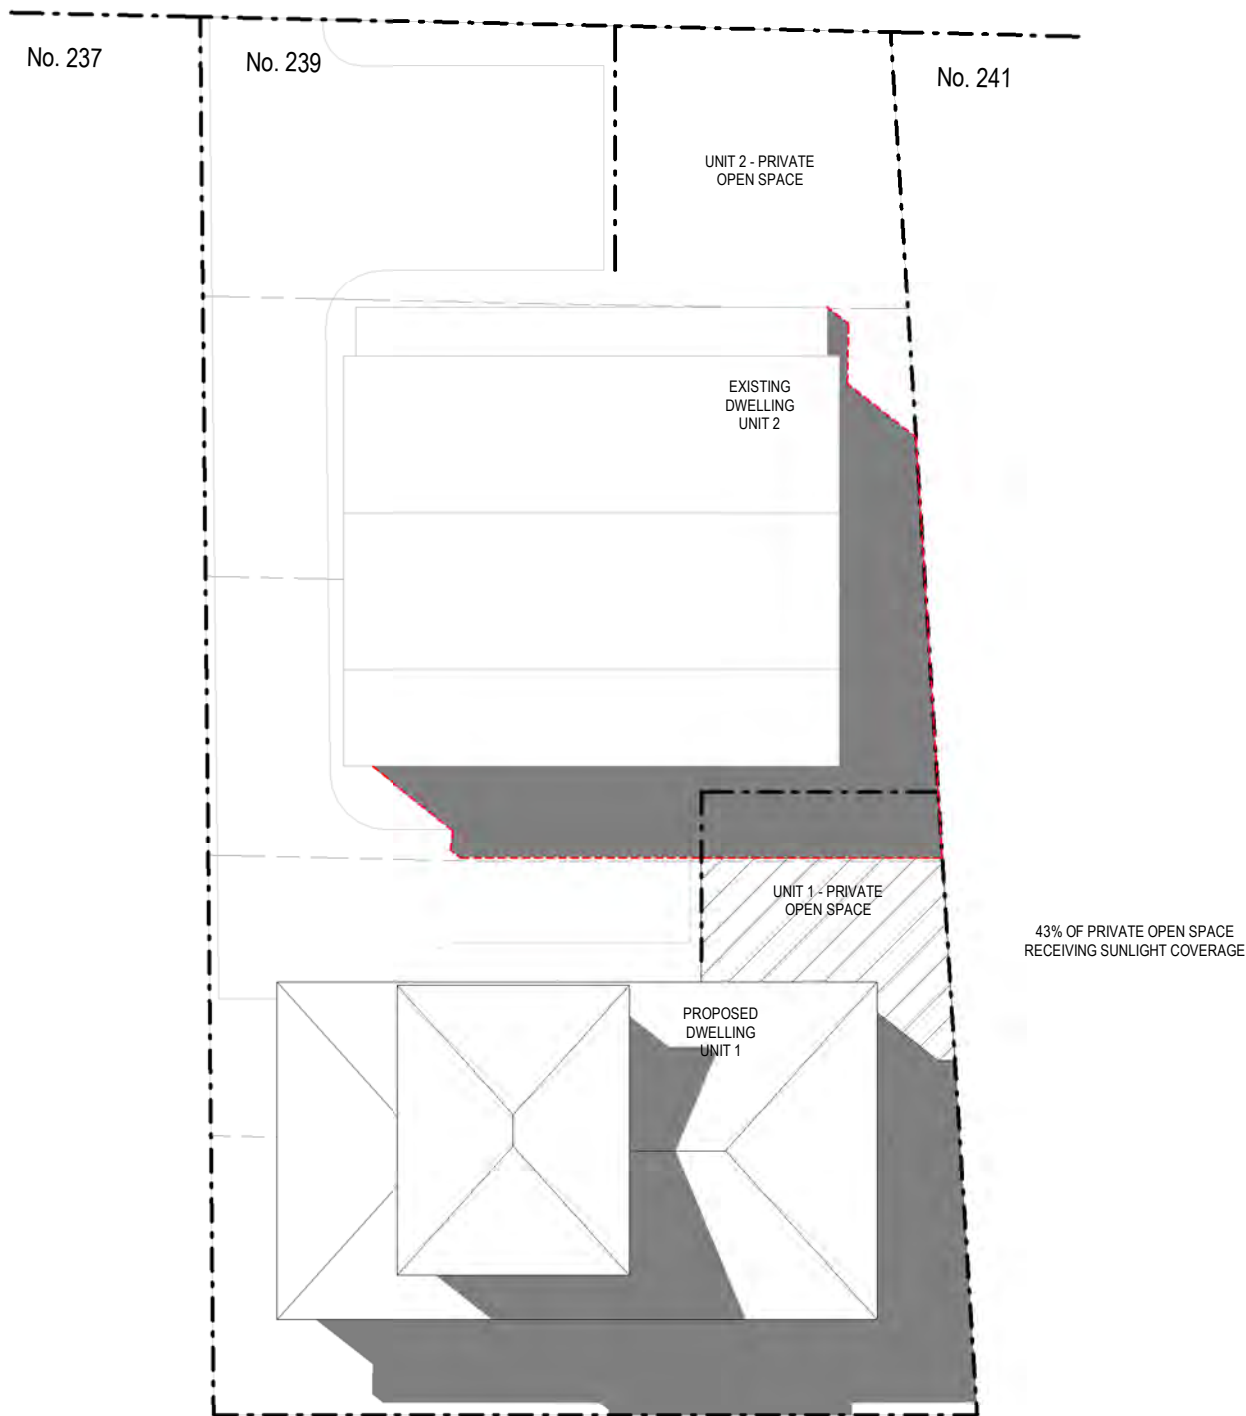 No. 237
No. 239
No. 241
UNIT 2 - PRIVATE
OPEN SPACE
EXISTING
DWELLING
UNIT 2
UNIT 1 - PRIVATE
OPEN SPACE
43% OF PRIVATE OPEN SPACE
RECEIVING SUNLIGHT COVERAGE
PROPOSED
DWELLING
UNIT 1